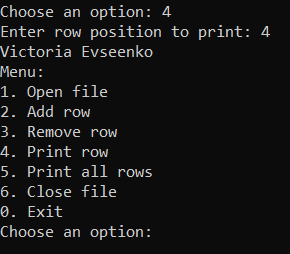 Choose an option: 4
Enter row position to print: 4
Victoria Evseenko
Menu:
1. Open file
2. Add row
3. Remove row
4. Print row
5. Print all rows
6. Close file
0. Exit
Choose an option: